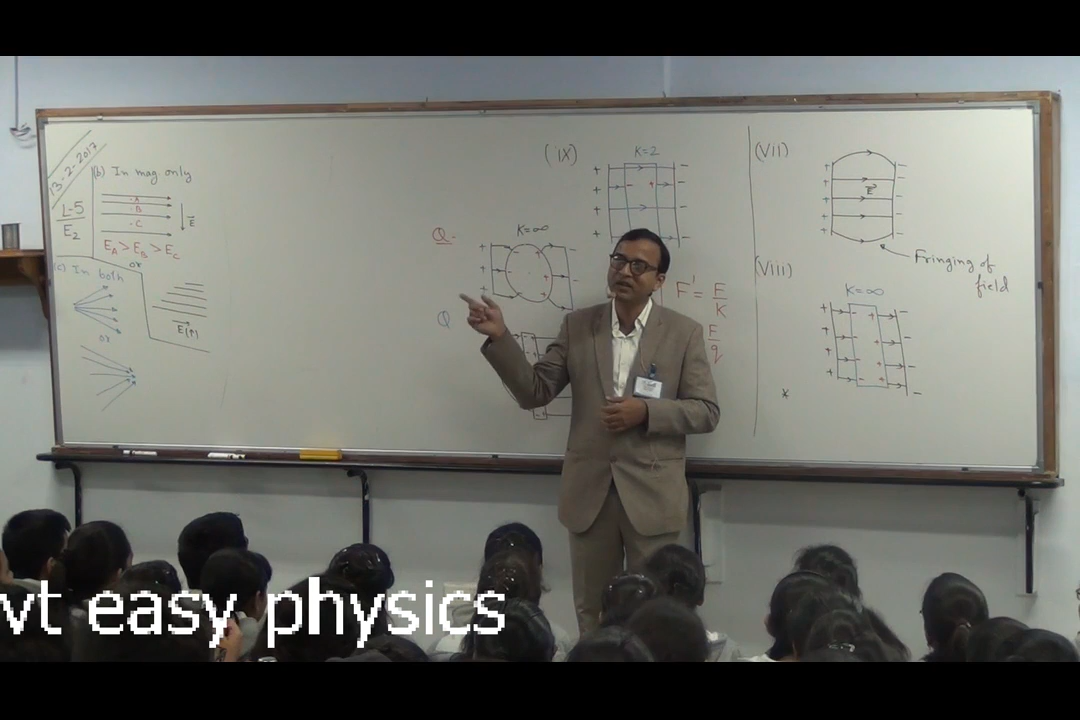 13-2-2017
L-5
E2
(b) In mag only
A
B
C
E⃗
EA > EB > EC
or
(c) In both
or
E⃗(↑)
(IX)
K=2
Q.
K=∞
Q
F' = F/K
E/q
(VII)
E⃗
Fringing of
field
(Viii)
K=∞
*
vt easy physics